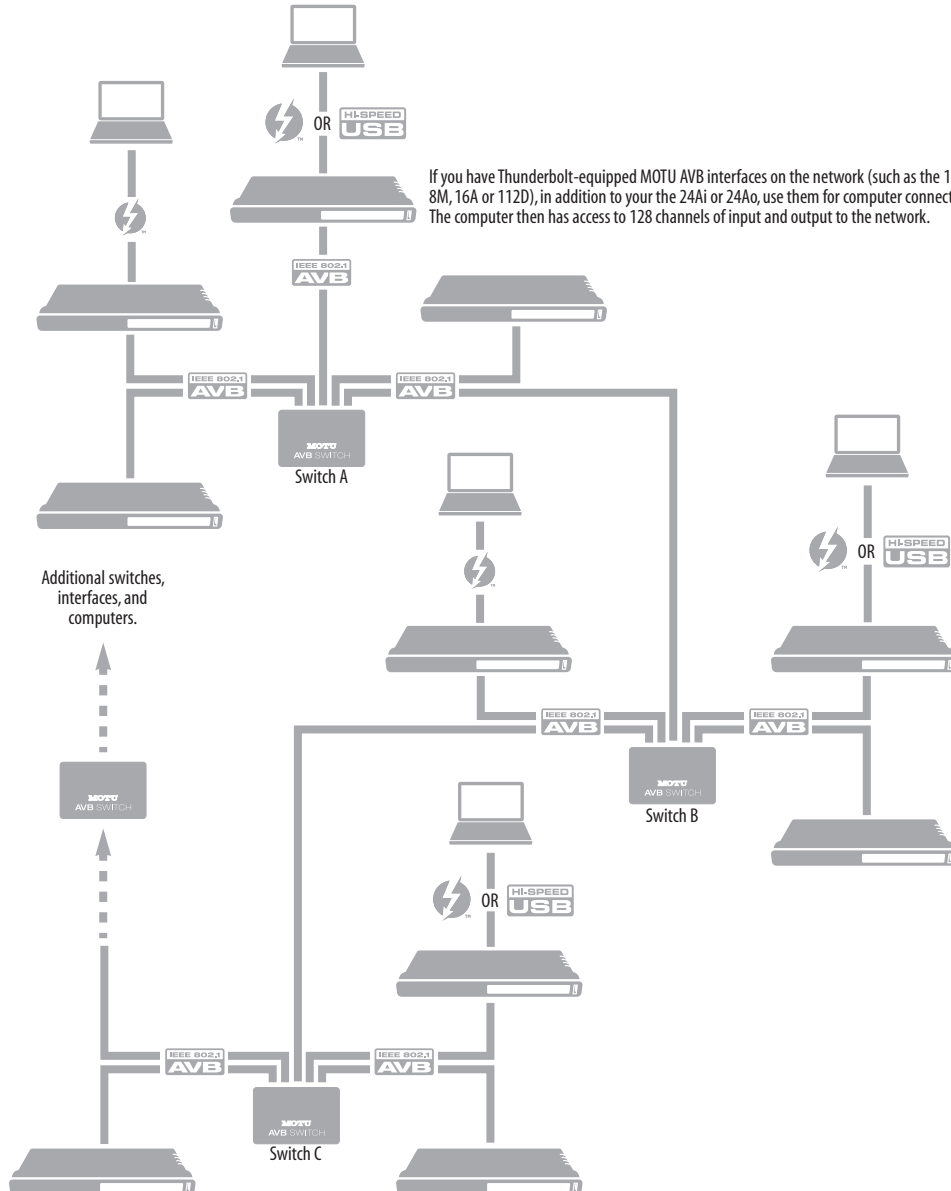 OR
HI-SPEED
USB
If you have Thunderbolt-equipped MOTU AVB interfaces on the network (such as the
8M, 16A or 112D), in addition to your the 24Ai or 24Ao, use them for computer
The computer then has access to 128 channels of input and output to the network.
IEEE 802.1
AVB
IEEE 802.1
AVB
IEEE 802.1
AVB
MOTU
AVB SWITCH
Switch A
OR
HI-SPEED
USB
Additional switches,
interfaces, and
computers.
IEEE 802.1
AVB
IEEE 802.1
AVB
MOTU
AVB SWITCH
MOTU
AVB SWITCH
Switch B
OR
HI-SPEED
USB
IEEE 802.1
AVB
IEEE 802.1
AVB
MOTU
AVB SWITCH
Switch C